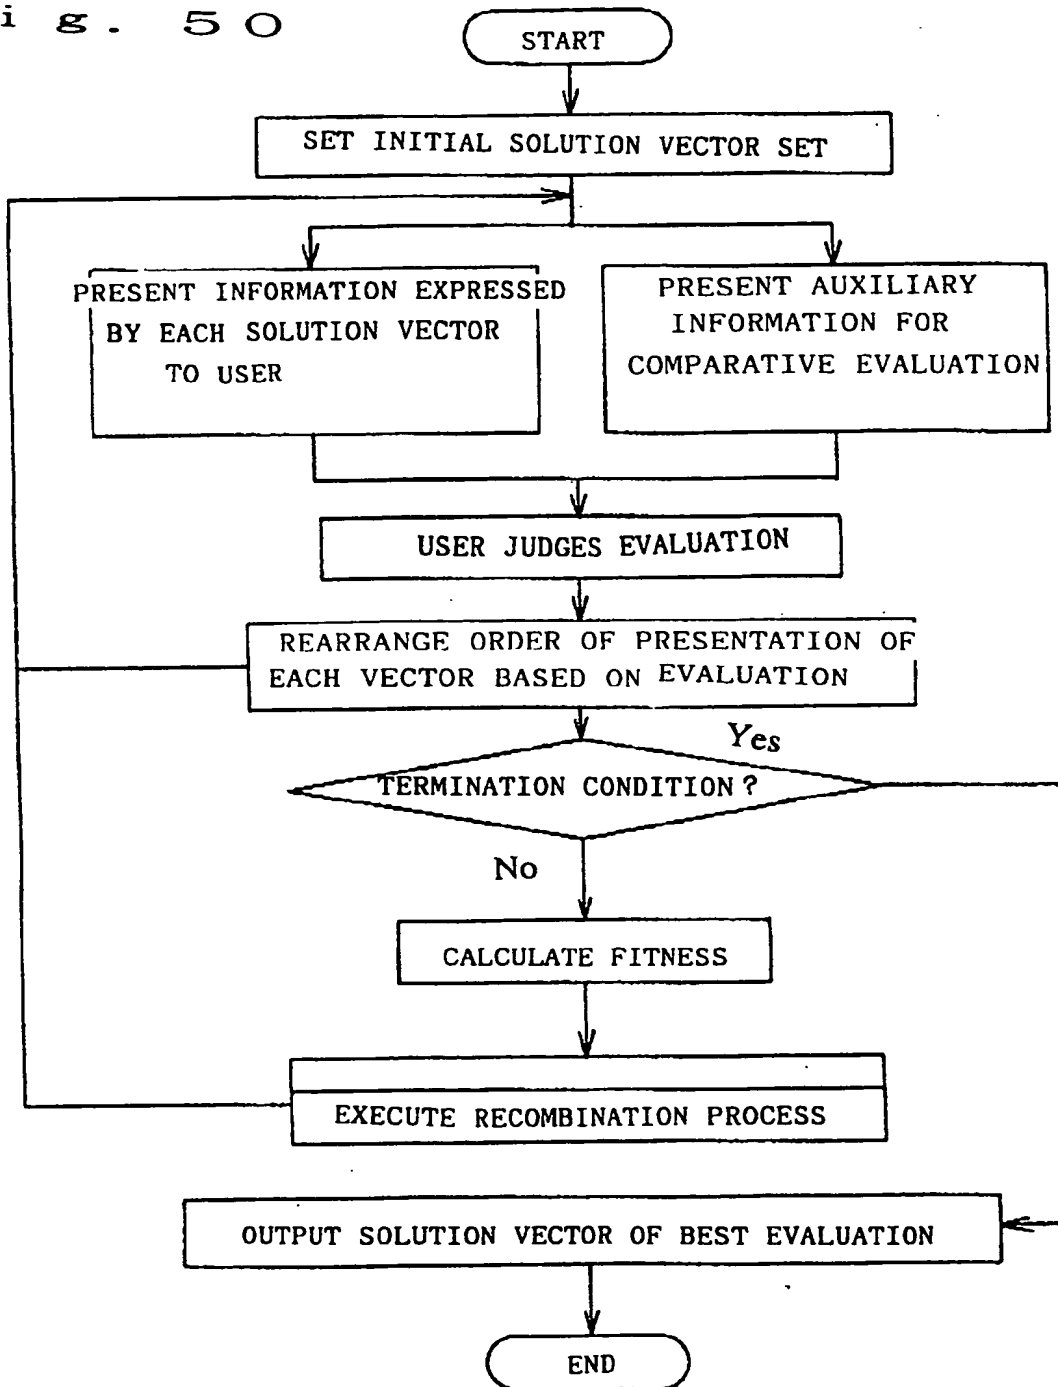 i g. 50
START
SET INITIAL SOLUTION VECTOR SET
PRESENT INFORMATION EXPRESSED
BY EACH SOLUTION VECTOR
TO USER
PRESENT AUXILIARY
INFORMATION FOR
COMPARATIVE EVALUATION
USER JUDGES EVALUATION
REARRANGE ORDER OF PRESENTATION OF
EACH VECTOR BASED ON EVALUATION
Yes
TERMINATION CONDITION?
No
CALCULATE FITNESS
EXECUTE RECOMBINATION PROCESS
OUTPUT SOLUTION VECTOR OF BEST EVALUATION
END